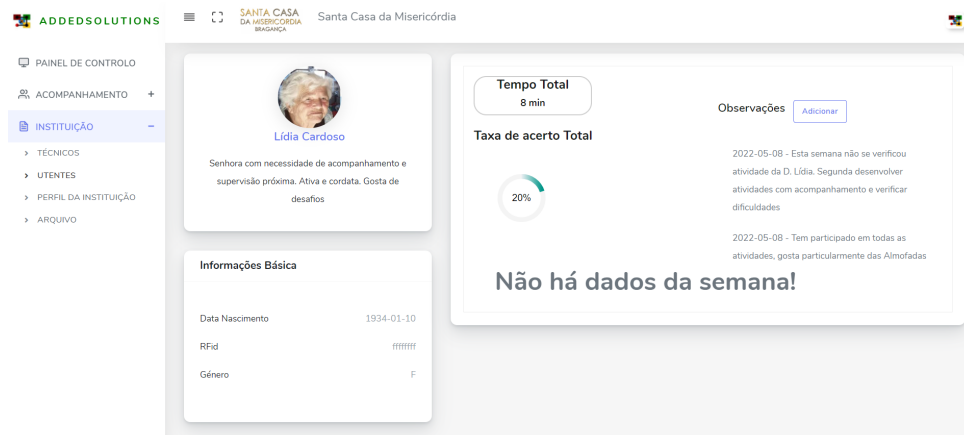 ADDEDSOLUTIONS
SANTA CASA
DA MISERICORDIA
BRAGANÇA
Santa Casa da Misericórdia
PAINEL DE CONTROLO
ACOMPANHAMENTO +
INSTITUIÇÃO −
> TÉCNICOS
> UTENTES
> PERFIL DA INSTITUIÇÃO
> ARQUIVO
Lídia Cardoso
Senhora com necessidade de acompanhamento e
supervisão próxima. Ativa e cordata. Gosta de
desafios
Informações Básica
Data Nascimento 1934-01-10
RFid ffffffff
Género F
Tempo Total
8 min
Taxa de acerto Total
20%
Observações Adicionar
2022-05-08 - Esta semana não se verificou
atividade da D. Lídia. Segunda desenvolver
atividades com acompanhamento e verificar
dificuldades
2022-05-08 - Tem participado em todas as
atividades, gosta particularmente das Almofadas
Não há dados da semana!